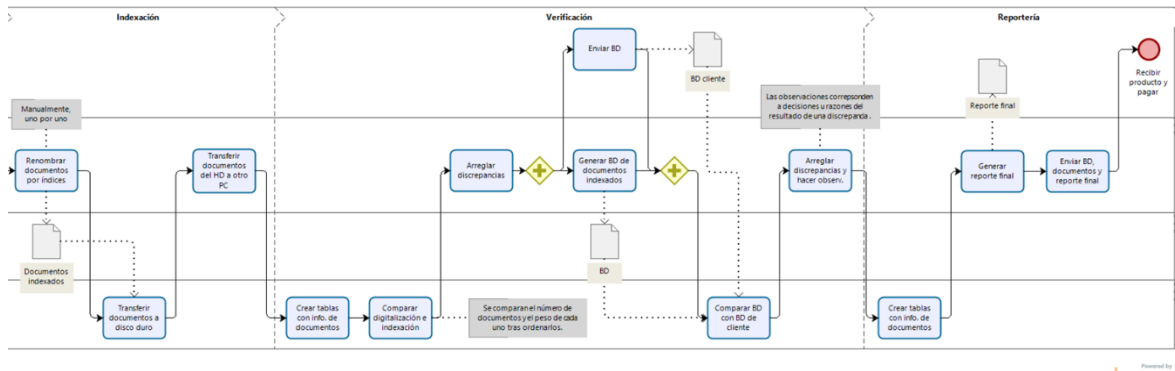 Indexación
Verificación
Reportería
Enviar BD
BD cliente
Recibir
producto y
pagar
Manualmente,
uno por uno
Las observaciones correpsonden
a decisiones u razones del
resultado de una discrepancia.
Reporte final
Renombrar
documentos
por índices
Transferir
documentos
del HD a otro
PC
Arreglar
discrepancias
Generar BD de
documentos
indexados
Arreglar
discrepancias y
hacer observ.
Generar
reporte final
Enviar BD,
documentos y
reporte final
Documentos
indexados
BD
Transferir
documentos a
disco duro
Crear tablas
con info. de
documentos
Comparar
digitalización e
indexación
Se comparan el número de
documentos y el peso de cada
uno tras ordenarlos.
Comparar BD
con BD de
cliente
Crear tablas
con info. de
documentos
Powered by